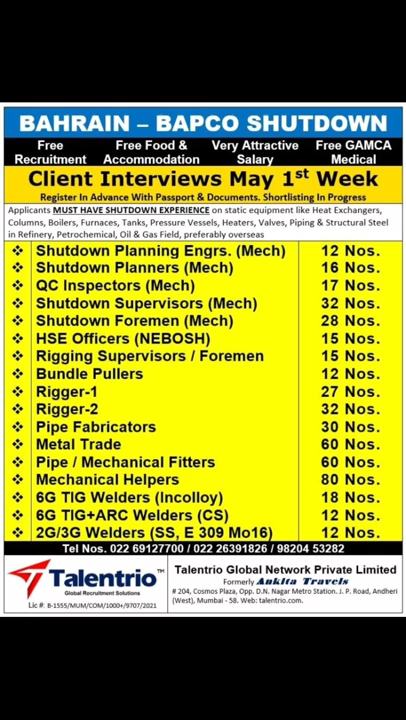 BAHRAIN – BAPCO SHUTDOWN
Free Recruitment
Free Food & Accommodation
Very Attractive Salary
Free GAMCA Medical
Client Interviews May 1st Week
Register In Advance With Passport & Documents. Shortlisting In Progress
Applicants MUST HAVE SHUTDOWN EXPERIENCE on static equipment like Heat Exchangers,
Columns, Boilers, Furnaces, Tanks, Pressure Vessels, Heaters, Valves, Piping & Structural Steel
in Refinery, Petrochemical, Oil & Gas Field, preferably overseas
❖ Shutdown Planning Engrs. (Mech) 12 Nos.
❖ Shutdown Planners (Mech) 16 Nos.
❖ QC Inspectors (Mech) 17 Nos.
❖ Shutdown Supervisors (Mech) 32 Nos.
❖ Shutdown Foremen (Mech) 28 Nos.
❖ HSE Officers (NEBOSH) 15 Nos.
❖ Rigging Supervisors / Foremen 15 Nos.
❖ Bundle Pullers 12 Nos.
❖ Rigger-1 27 Nos.
❖ Rigger-2 32 Nos.
❖ Pipe Fabricators 30 Nos.
❖ Metal Trade 60 Nos.
❖ Pipe / Mechanical Fitters 60 Nos.
❖ Mechanical Helpers 80 Nos.
❖ 6G TIG Welders (Incolloy) 18 Nos.
❖ 6G TIG+ARC Welders (CS) 12 Nos.
❖ 2G/3G Welders (SS, E 309 Mo16) 12 Nos.
Tel Nos. 022 69127700 / 022 26391826 / 98204 53282
Talentrio™
Global Recruitment Solutions
Lic #: B-1555/MUM/COM/1000+/9707/2021
Talentrio Global Network Private Limited
Formerly Ankita Travels
# 204, Cosmos Plaza, Opp. D.N. Nagar Metro Station. J. P. Road, Andheri
(West), Mumbai - 58. Web: talentrio.com.